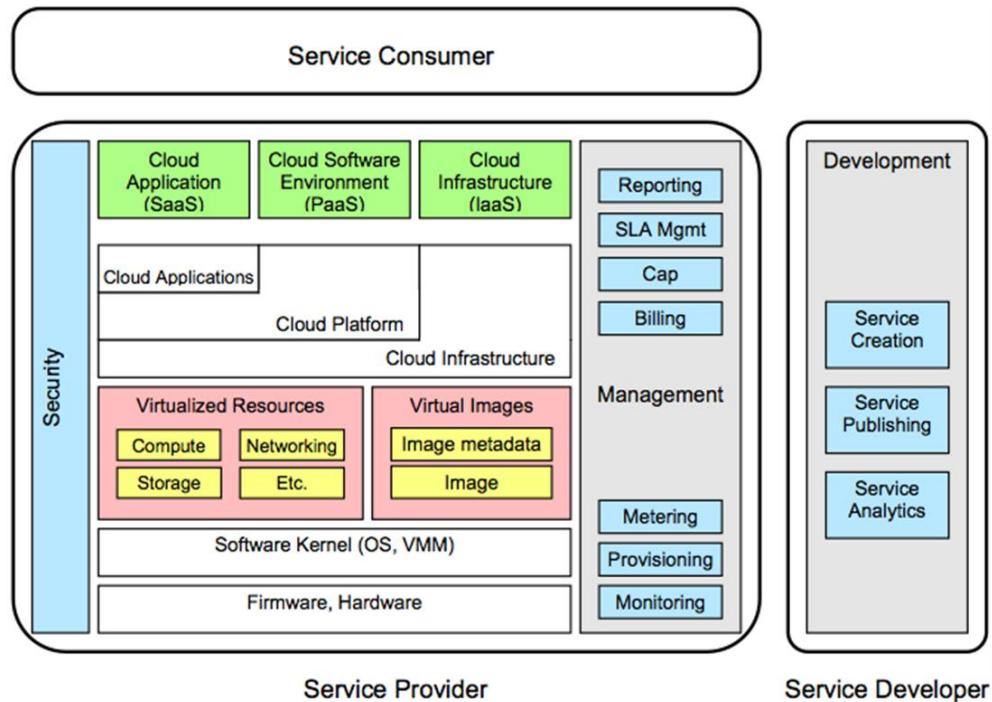 Service Consumer
Security
Cloud
Application
(SaaS)
Cloud Software
Environment
(PaaS)
Cloud
Infrastructure
(IaaS)
Cloud Applications
Cloud Platform
Cloud Infrastructure
Virtualized Resources
Compute
Networking
Storage
Etc.
Virtual Images
Image metadata
Image
Software Kernel (OS, VMM)
Firmware, Hardware
Reporting
SLA Mgmt
Cap
Billing
Management
Metering
Provisioning
Monitoring
Service Provider
Development
Service
Creation
Service
Publishing
Service
Analytics
Service Developer